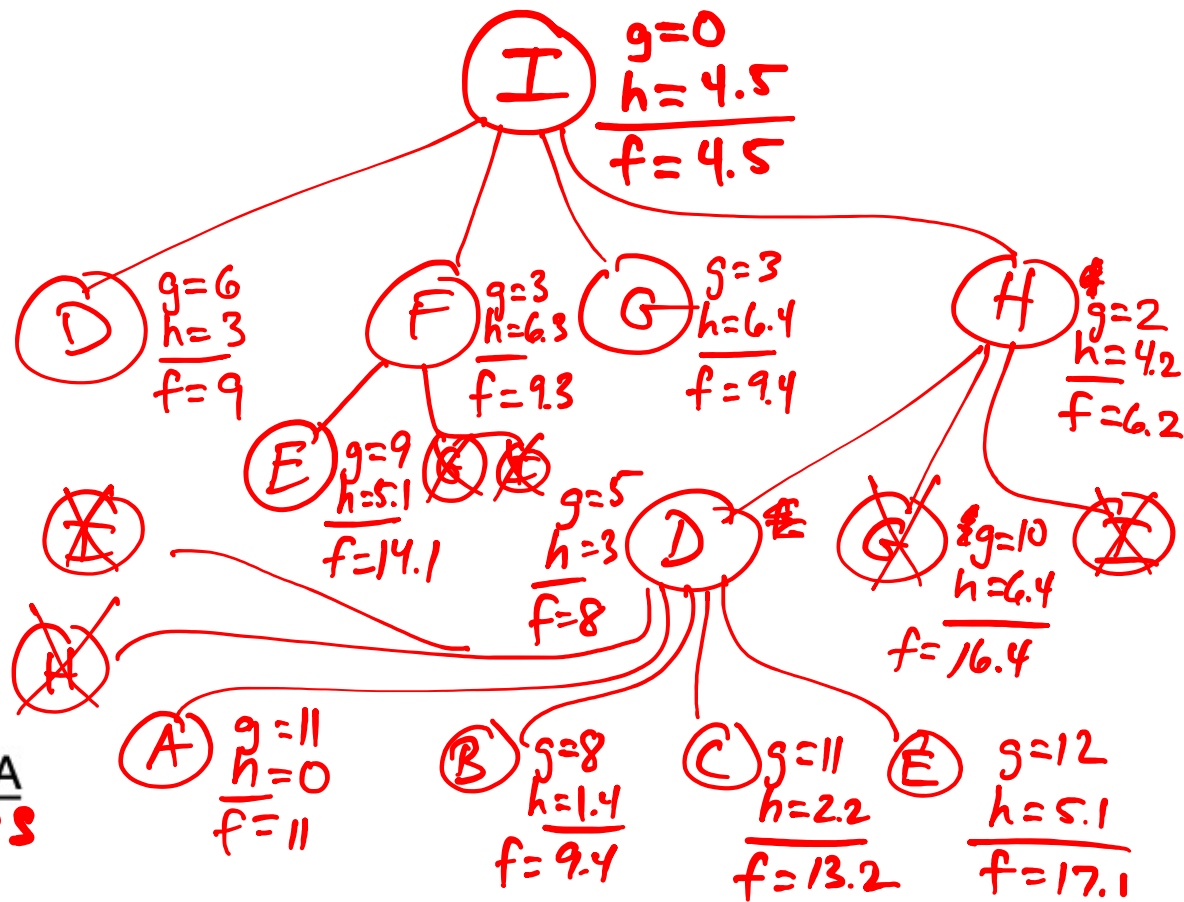 I
g=0
h=4.5
f=4.5
D
g=6
h=3
f=9
F
g=3
h=6.3
f=9.3
G
g=3
h=6.4
f=9.4
H
g=2
h=4.2
f=6.2
E
g=9
h=5.1
f=14.1
G
I
I
H
D
g=5
h=3
f=8
G
g=10
h=6.4
f=16.4
I
A
g=11
h=0
f=11
B
g=8
h=1.4
f=9.4
C
g=11
h=2.2
f=13.2
E
g=12
h=5.1
f=17.1
A
s